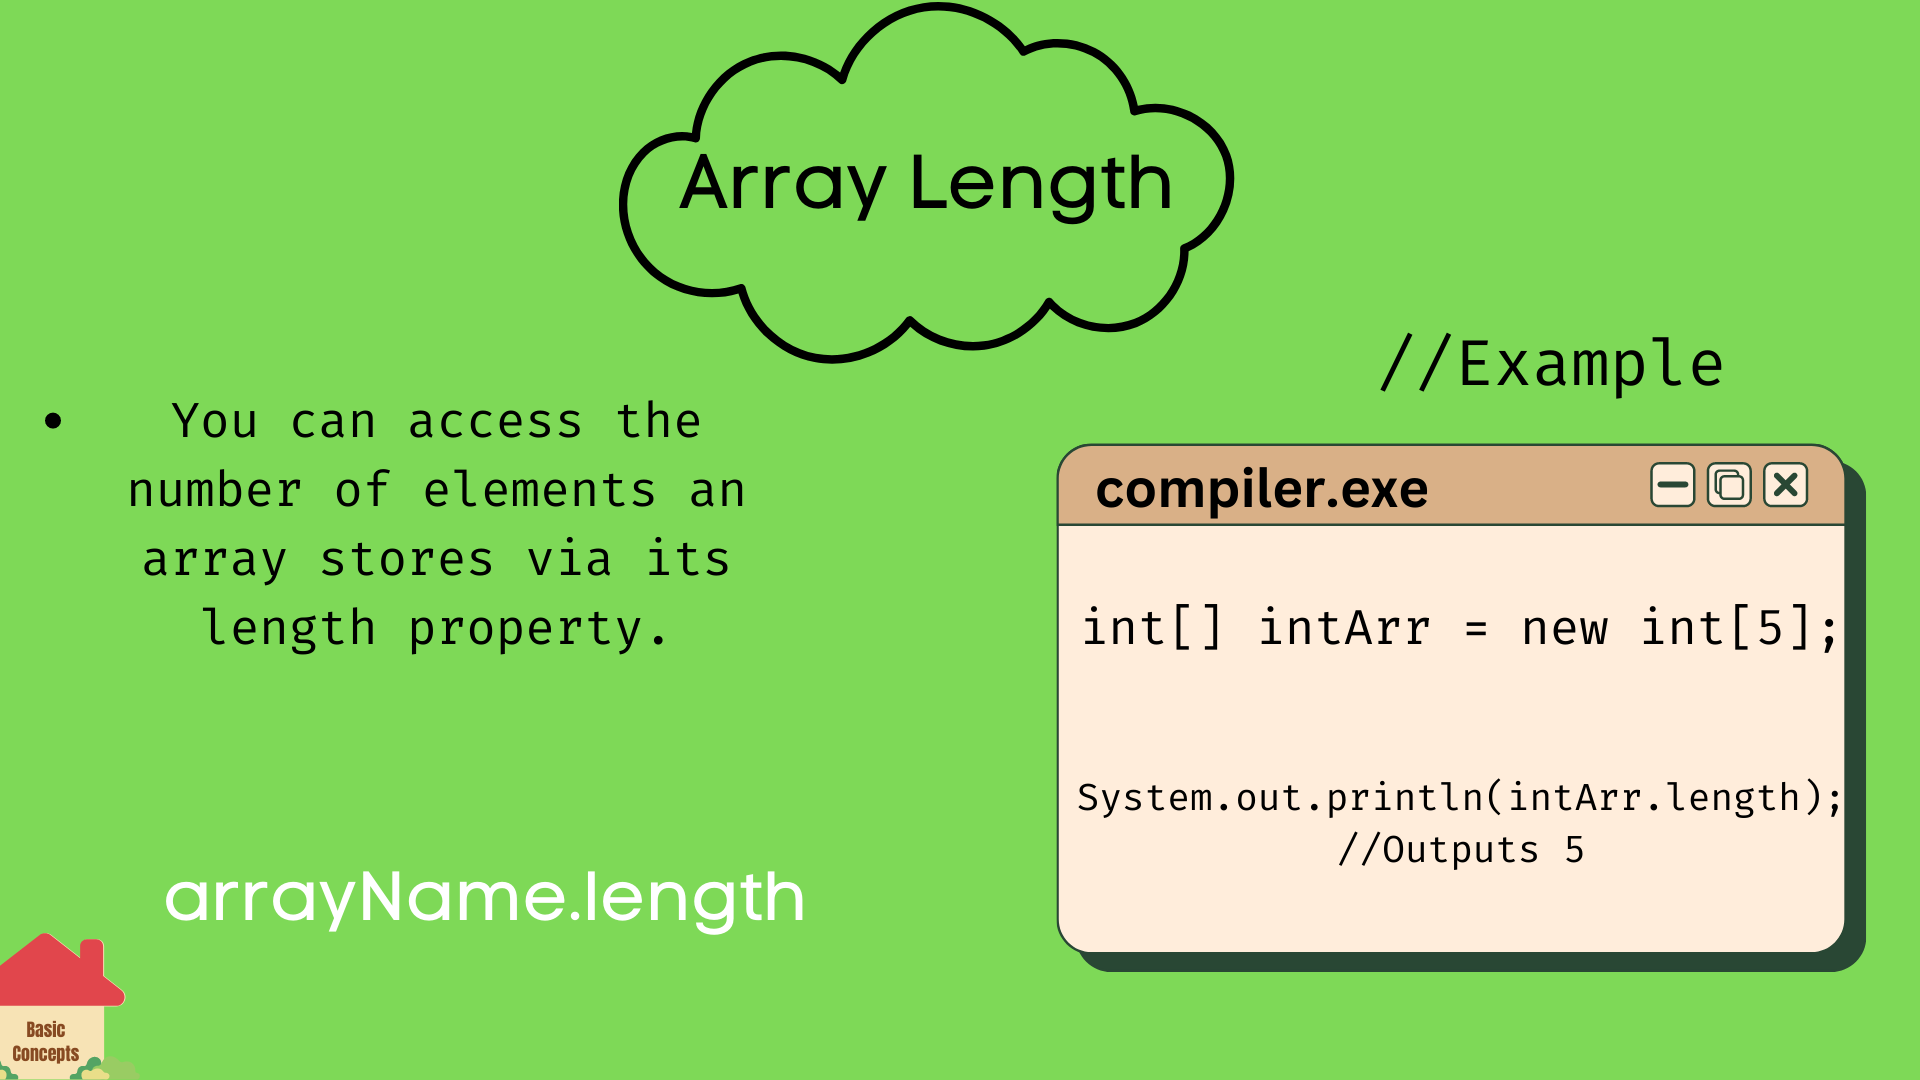 Array Length
• You can access the
number of elements an
array stores via its
length property.
arrayName.length
//Example
compiler.exe
int[] intArr = new int[5];
System.out.println(intArr.length);
//Outputs 5
Basic
Concepts